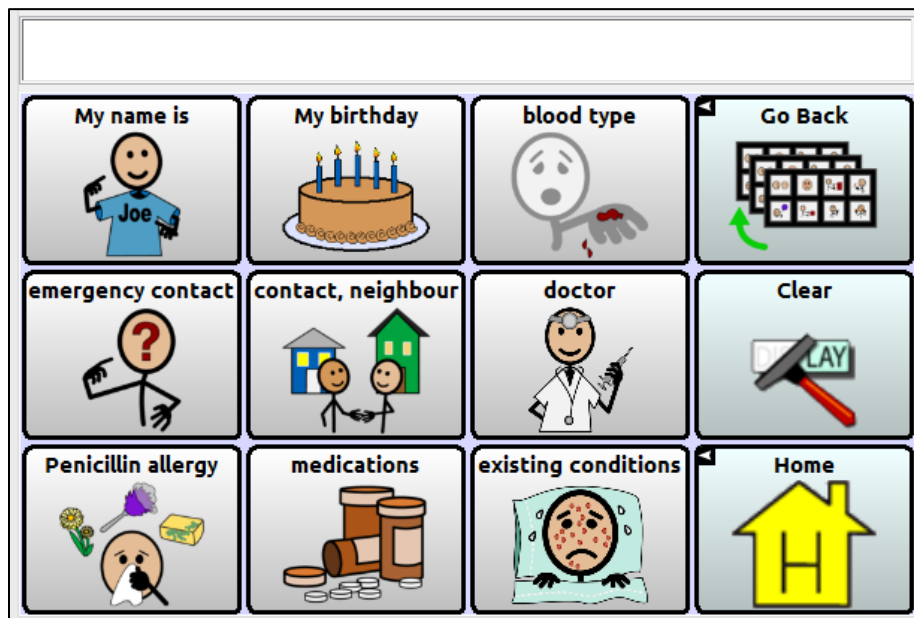 My name is
Joe
My birthday
blood type
Go Back
emergency contact
?
contact, neighbour
doctor
Clear
DISPLAY
Penicillin allergy
medications
existing conditions
Home
H